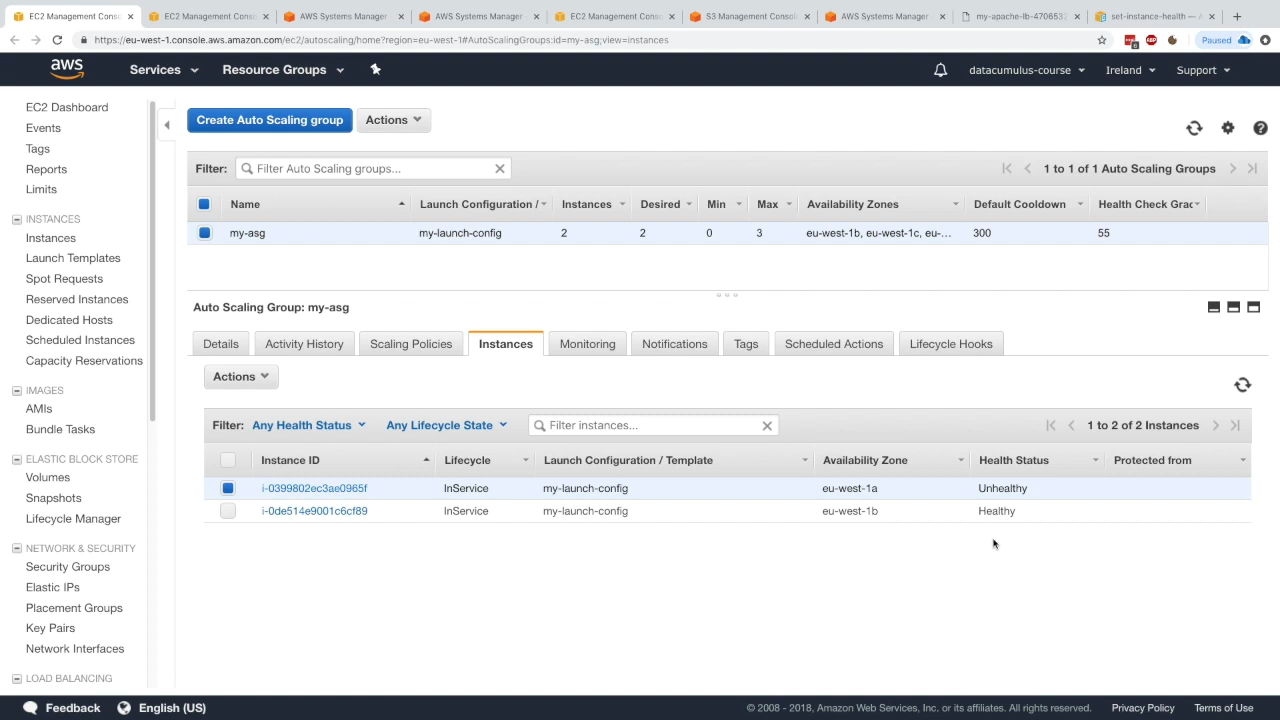 EC2 Management Conso
EC2 Management Conso
AWS Systems Manager
AWS Systems Manager
EC2 Management Conso
S3 Management Consol
AWS Systems Manager
my-apache-lb-4706532
set-instance-health — A
https://eu-west-1.console.aws.amazon.com/ec2/autoscaling/home?region=eu-west-1#AutoScalingGroups:id=my-asg;view=instances
Paused
aws
Services
Resource Groups
datacumulus-course
Ireland
Support
EC2 Dashboard
Events
Tags
Reports
Limits
INSTANCES
Instances
Launch Templates
Spot Requests
Reserved Instances
Dedicated Hosts
Scheduled Instances
Capacity Reservations
IMAGES
AMIs
Bundle Tasks
ELASTIC BLOCK STORE
Volumes
Snapshots
Lifecycle Manager
NETWORK & SECURITY
Security Groups
Elastic IPs
Placement Groups
Key Pairs
Network Interfaces
LOAD BALANCING
Create Auto Scaling group
Actions
Filter: Filter Auto Scaling groups...
1 to 1 of 1 Auto Scaling Groups
Name Launch Configuration / Instances Desired Min Max Availability Zones Default Cooldown Health Check Grac
my-asg my-launch-config 2 2 0 3 eu-west-1b, eu-west-1c, eu-... 300 55
Auto Scaling Group: my-asg
Details Activity History Scaling Policies Instances Monitoring Notifications Tags Scheduled Actions Lifecycle Hooks
Actions
Filter: Any Health Status Any Lifecycle State Filter instances...
1 to 2 of 2 Instances
Instance ID Lifecycle Launch Configuration / Template Availability Zone Health Status Protected from
i-0399802ec3ae0965f InService my-launch-config eu-west-1a Unhealthy
i-0de514e9001c6cf89 InService my-launch-config eu-west-1b Healthy
Feedback
English (US)
© 2008 - 2018, Amazon Web Services, Inc. or its affiliates. All rights reserved.
Privacy Policy
Terms of Use